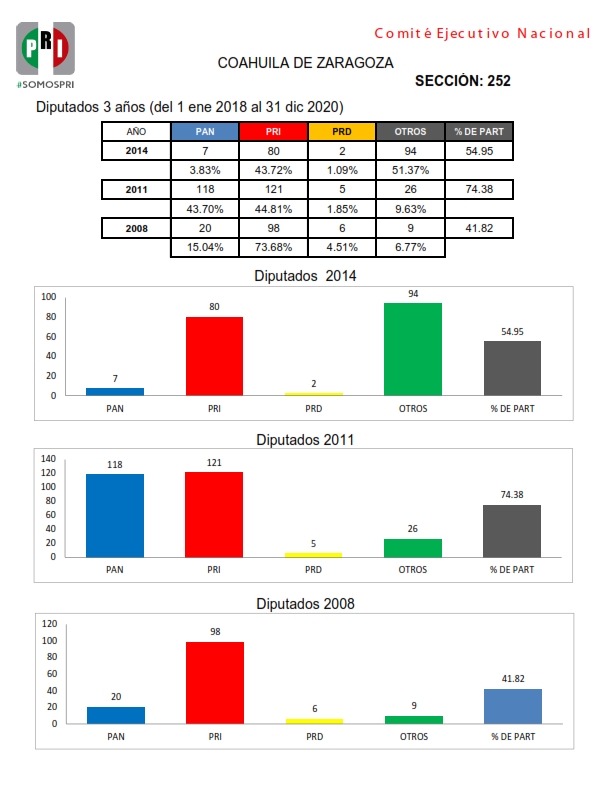 Comité Ejecutivo Nacional
PRI
#SOMOSPRI
COAHUILA DE ZARAGOZA
SECCIÓN: 252
Diputados 3 años (del 1 ene 2018 al 31 dic 2020)
AÑO PAN PRI PRD OTROS % DE PART
2014 7 80 2 94 54.95
3.83% 43.72% 1.09% 51.37%
2011 118 121 5 26 74.38
43.70% 44.81% 1.85% 9.63%
2008 20 98 6 9 41.82
15.04% 73.68% 4.51% 6.77%
Diputados 2014
100
80
60
40
20
0
7 80 2 94 54.95
PAN PRI PRD OTROS % DE PART
Diputados 2011
140
120
100
80
60
40
20
0
118 121 5 26 74.38
PAN PRI PRD OTROS % DE PART
Diputados 2008
120
100
80
60
40
20
0
20 98 6 9 41.82
PAN PRI PRD OTROS % DE PART